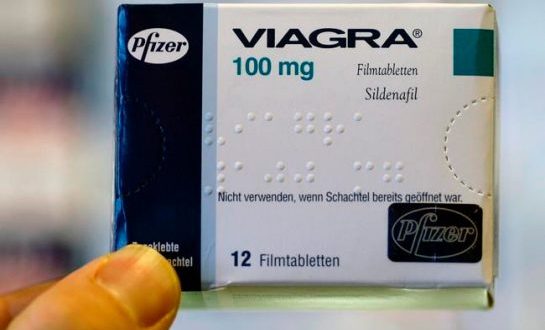 Pfizer
VIAGRA®
100 mg
Filmtabletten
Sildenafil
Nicht verwenden, wenn Schachtel bereits geöffnet war.
Pfizer
12 Filmtabletten